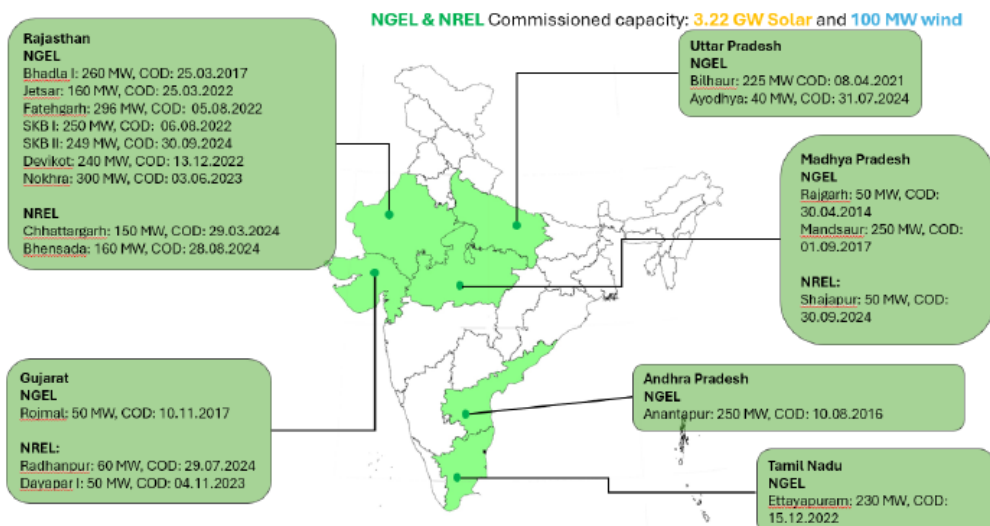 NGEL & NREL Commissioned capacity: 3.22 GW Solar and 100 MW wind
Rajasthan
NGEL
Bhadla I: 260 MW, COD: 25.03.2017
Jetsar: 160 MW, COD: 25.03.2022
Fatehgarh: 296 MW, COD: 05.08.2022
SKB I: 250 MW, COD: 06.08.2022
SKB II: 249 MW, COD: 30.09.2024
Devikot: 240 MW, COD: 13.12.2022
Nokhra: 300 MW, COD: 03.06.2023
NREL
Chhattargarh: 150 MW, COD: 29.03.2024
Bhensada: 160 MW, COD: 28.08.2024
Uttar Pradesh
NGEL
Bilhaur: 225 MW COD: 08.04.2021
Ayodhya: 40 MW, COD: 31.07.2024
Madhya Pradesh
NGEL
Rajgarh: 50 MW, COD:
30.04.2014
Mandsaur: 250 MW, COD:
01.09.2017
NREL:
Shajapur: 50 MW, COD:
30.09.2024
Gujarat
NGEL
Rojmal: 50 MW, COD: 10.11.2017
NREL:
Radhanpur: 60 MW, COD: 29.07.2024
Dayapar I: 50 MW, COD: 04.11.2023
Andhra Pradesh
NGEL
Anantapur: 250 MW, COD: 10.08.2016
Tamil Nadu
NGEL
Ettayapuram: 230 MW, COD:
15.12.2022